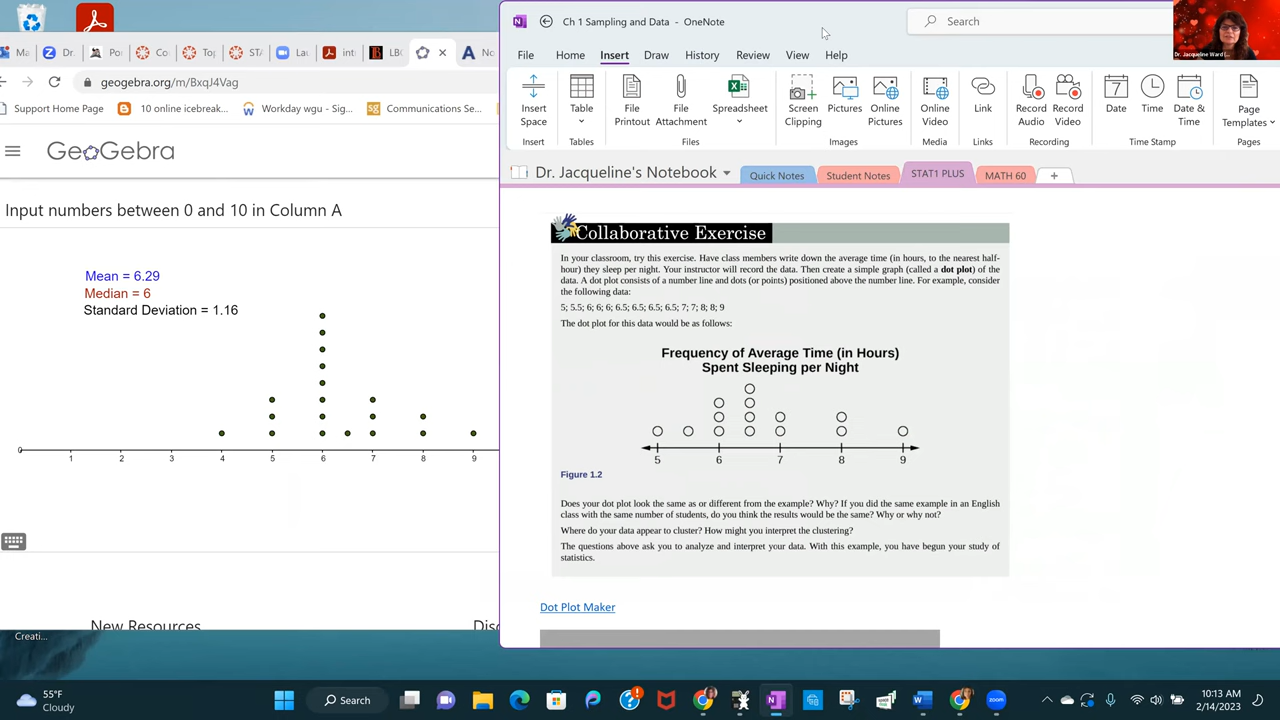 Ch 1 Sampling and Data - OneNote
Search
Dr. Jacqueline Ward
File Home Insert Draw History Review View Help
Insert Space
Table
File Printout
File Attachment
Spreadsheet
Screen Clipping
Pictures
Online Pictures
Online Video
Link
Record Audio
Record Video
Date
Time
Date & Time
Page Templates
Insert Tables Files Images Media Links Recording Time Stamp Pages
Dr. Jacqueline's Notebook
Quick Notes
Student Notes
STAT1 PLUS
MATH 60
+
Ma Dr. Po Co To Co Lau int LBC No
geogebra.org/m/BxqJ4Vag
Support Home Page
10 online icebreak...
Workday wgu - Sig...
Communications Se...
GeoGebra
Input numbers between 0 and 10 in Column A
Mean = 6.29
Median = 6
Standard Deviation = 1.16
0 1 2 3 4 5 6 7 8 9
New Resources
Disc
Creati...
Collaborative Exercise
In your classroom, try this exercise. Have class members write down the average time (in hours, to the nearest half-
hour) they sleep per night. Your instructor will record the data. Then create a simple graph (called a dot plot) of the
data. A dot plot consists of a number line and dots (or points) positioned above the number line. For example, consider
the following data:
5; 5.5; 6; 6; 6; 6.5; 6.5; 6.5; 6.5; 7; 7; 8; 8; 9
The dot plot for this data would be as follows:
Frequency of Average Time (in Hours)
Spent Sleeping per Night
5 6 7 8 9
Figure 1.2
Does your dot plot look the same as or different from the example? Why? If you did the same example in an English
class with the same number of students, do you think the results would be the same? Why or why not?
Where do your data appear to cluster? How might you interpret the clustering?
The questions above ask you to analyze and interpret your data. With this example, you have begun your study of
statistics.
Dot Plot Maker
55°F
Cloudy
Search
10:13 AM
2/14/2023